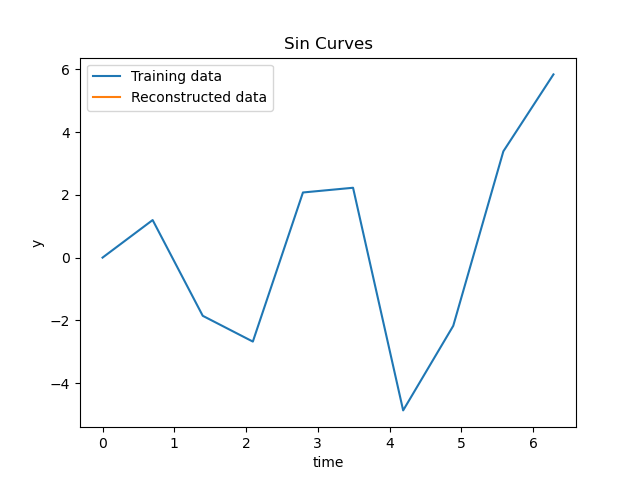 Sin Curves
Training data
Reconstructed data
6
4
2
0
−2
−4
y
0 1 2 3 4 5 6
time